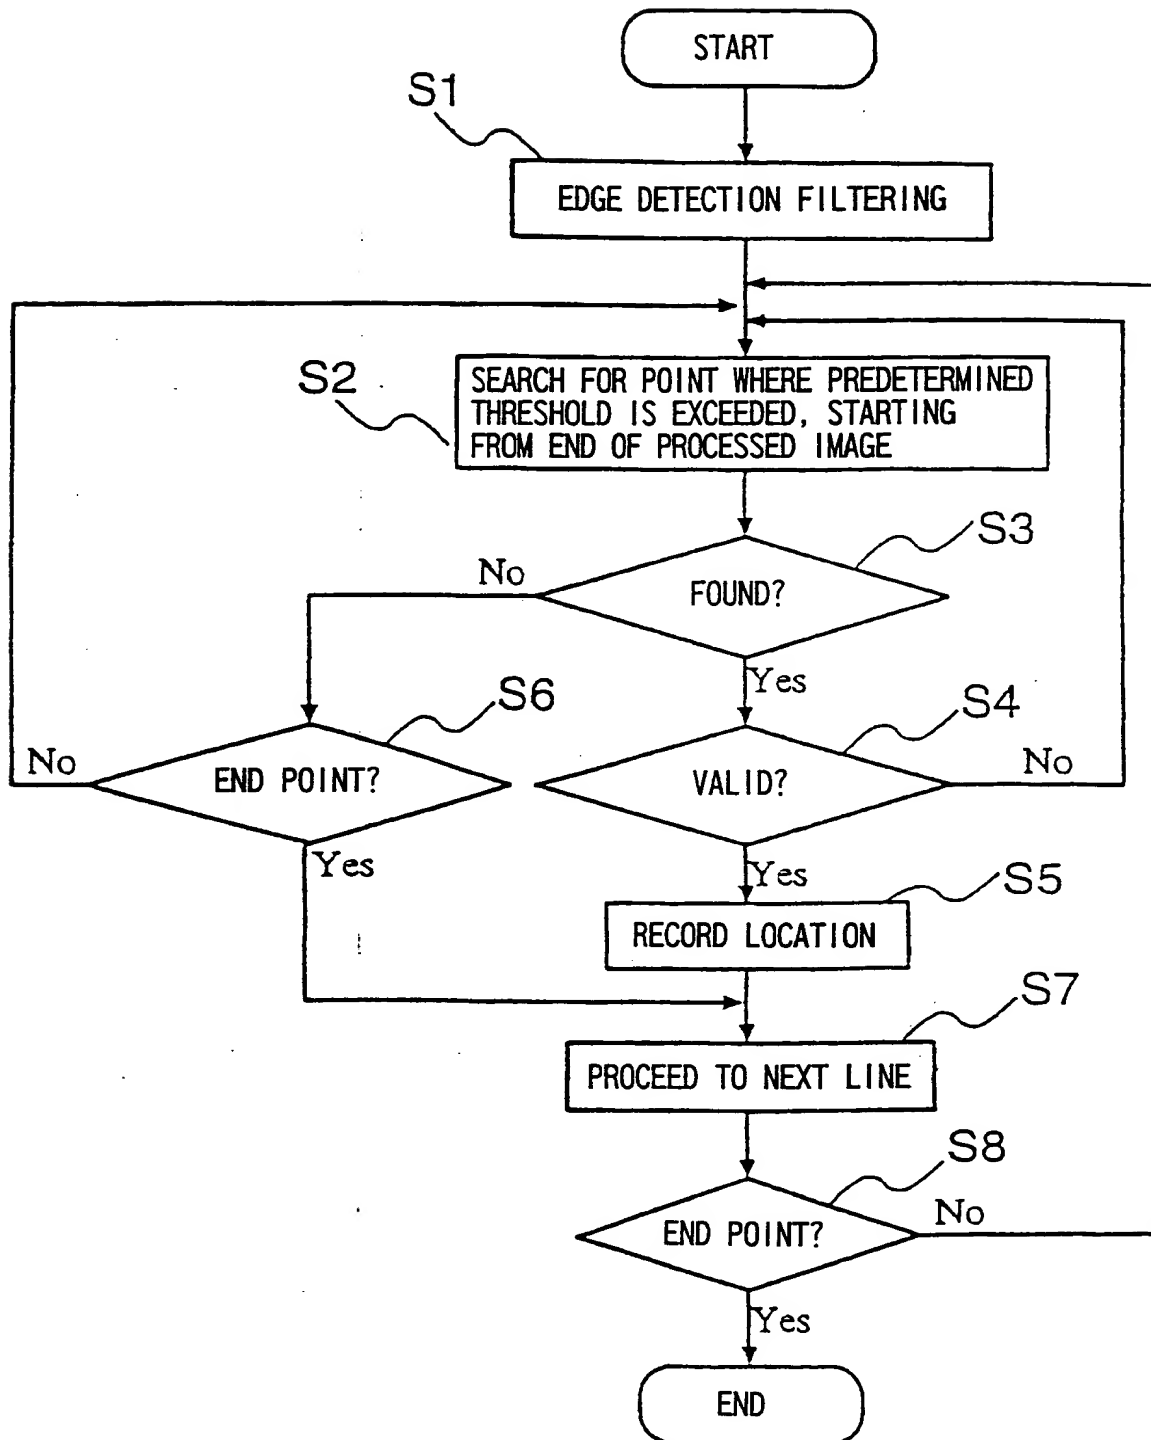 START
S1
EDGE DETECTION FILTERING
S2
SEARCH FOR POINT WHERE PREDETERMINED
THRESHOLD IS EXCEEDED, STARTING
FROM END OF PROCESSED IMAGE
S3
No
FOUND?
Yes
S6
S4
No
END POINT?
VALID?
No
Yes
Yes
S5
RECORD LOCATION
S7
PROCEED TO NEXT LINE
S8
END POINT?
No
Yes
END